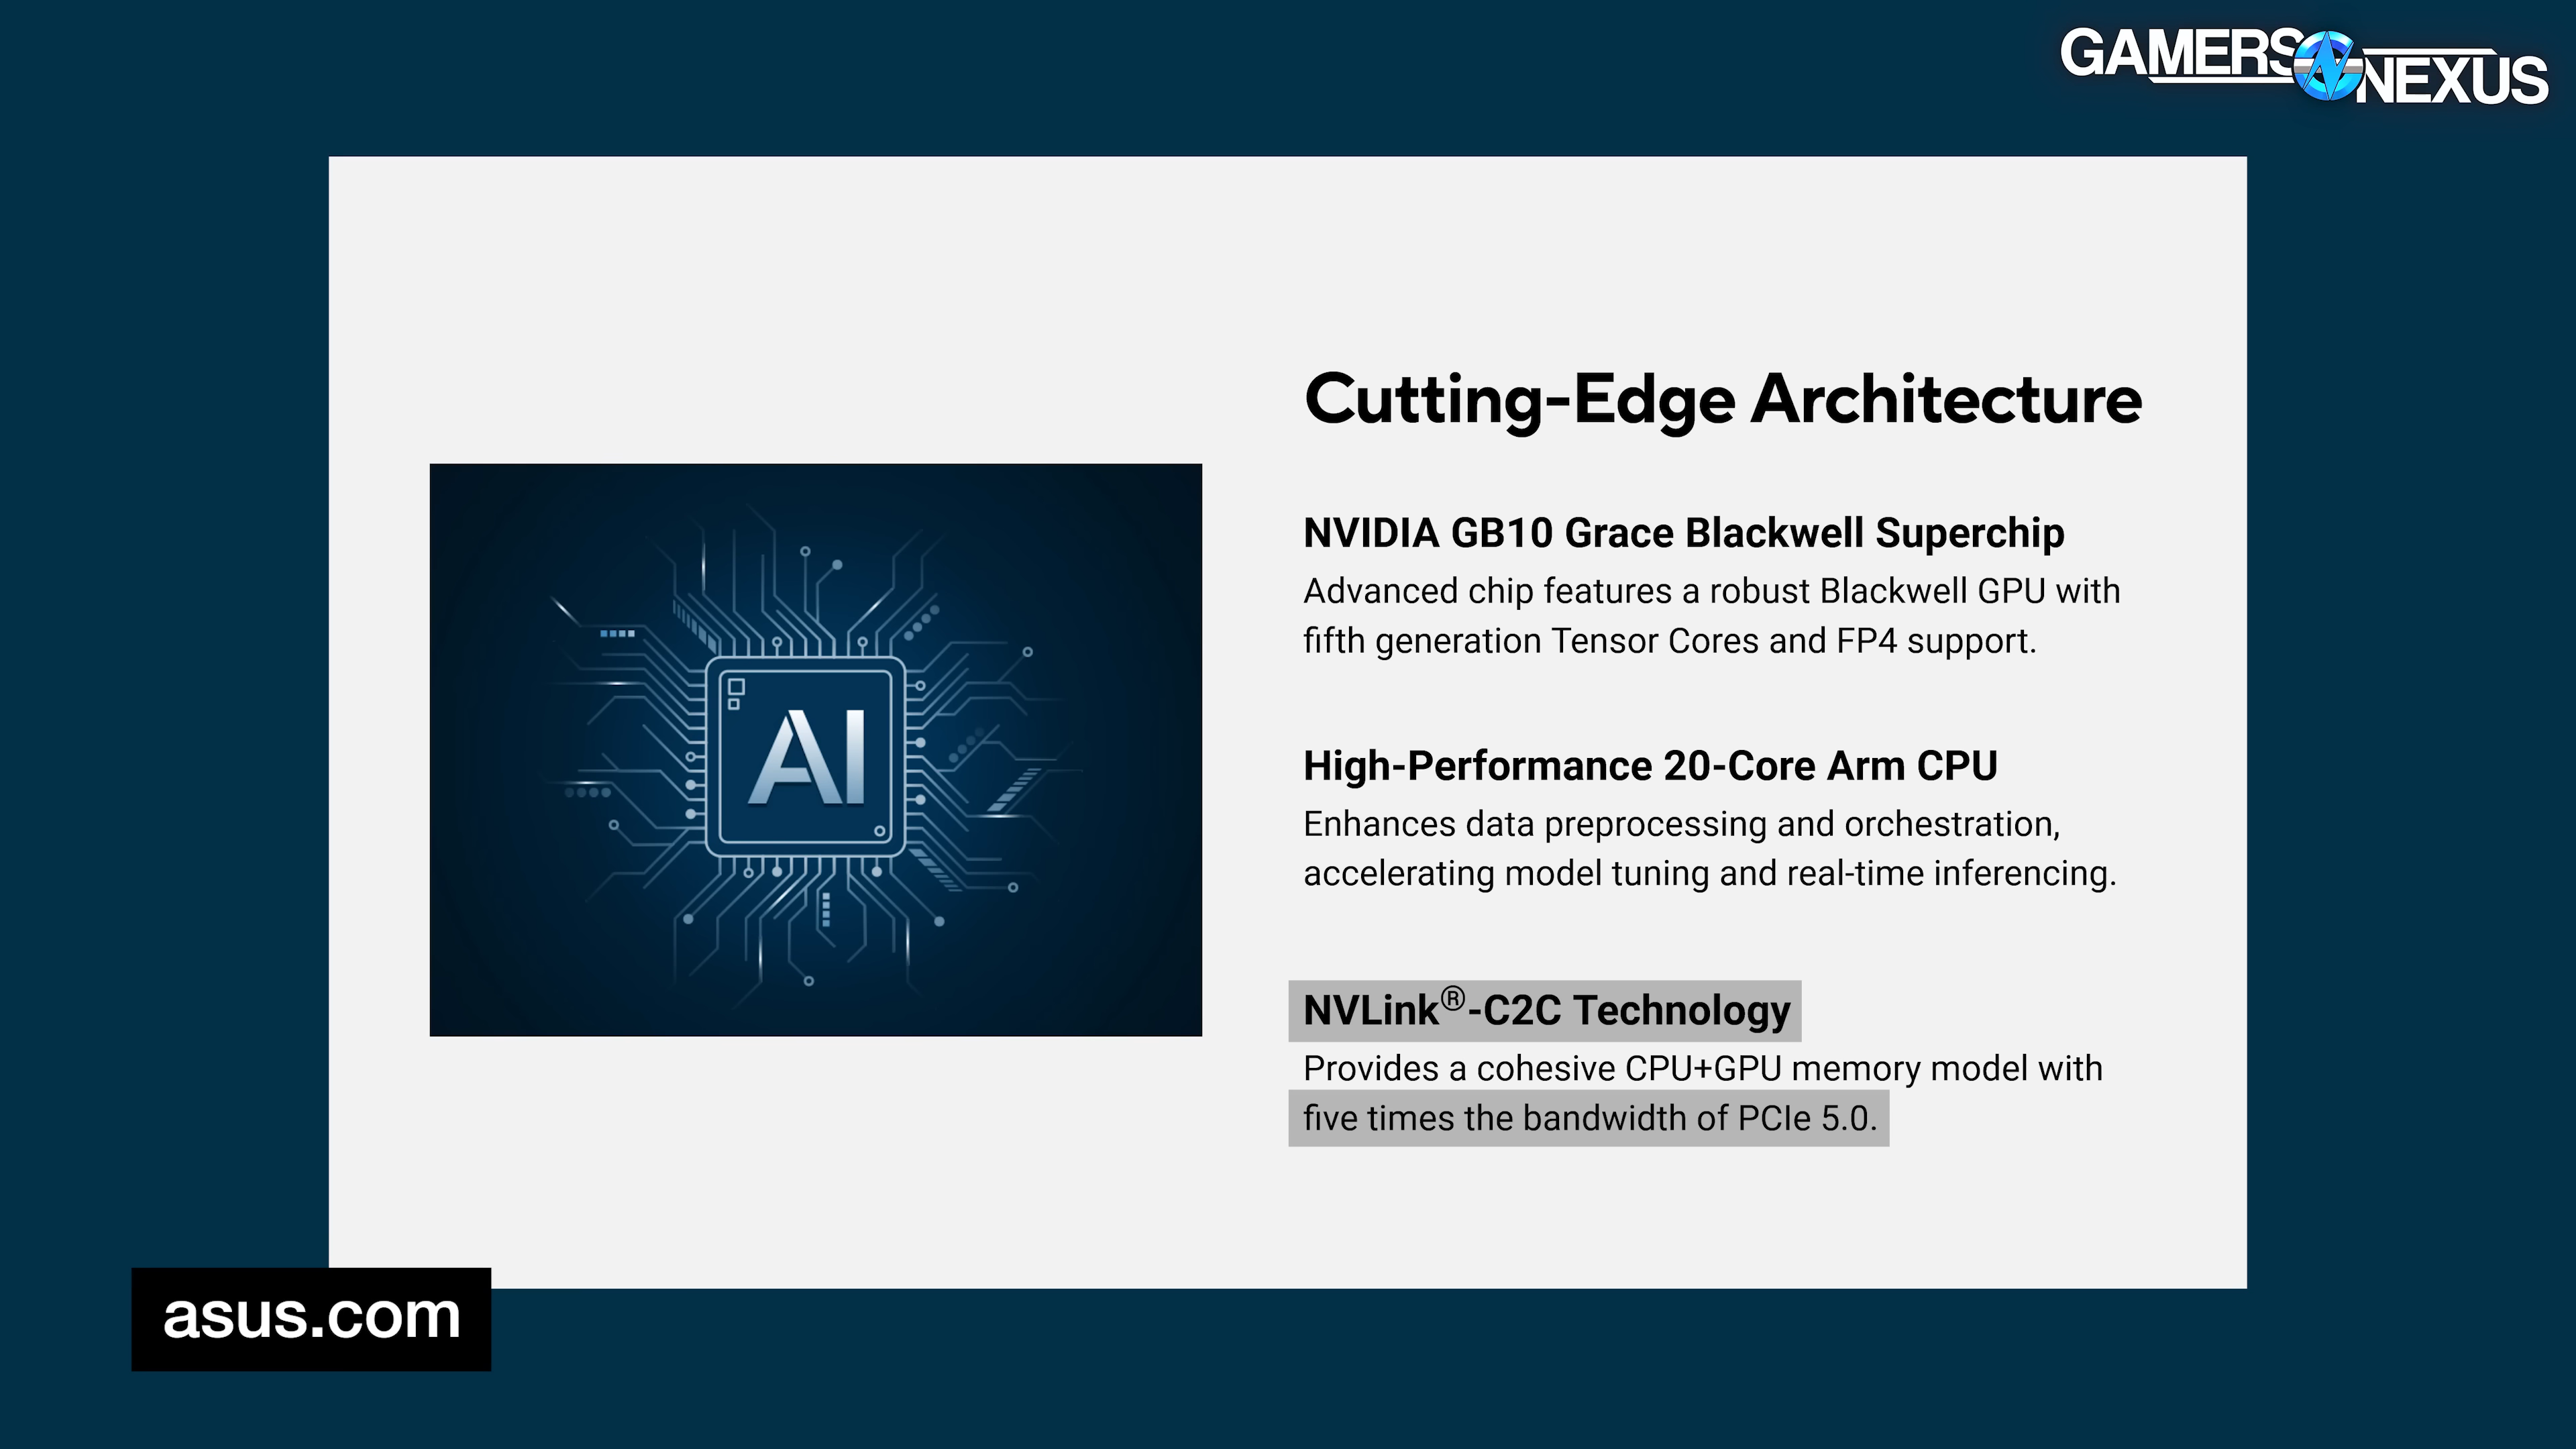 GAMERS NEXUS
Cutting-Edge Architecture
AI
NVIDIA GB10 Grace Blackwell Superchip
Advanced chip features a robust Blackwell GPU with
fifth generation Tensor Cores and FP4 support.
High-Performance 20-Core Arm CPU
Enhances data preprocessing and orchestration,
accelerating model tuning and real-time inferencing.
NVLink®-C2C Technology
Provides a cohesive CPU+GPU memory model with
five times the bandwidth of PCIe 5.0.
asus.com